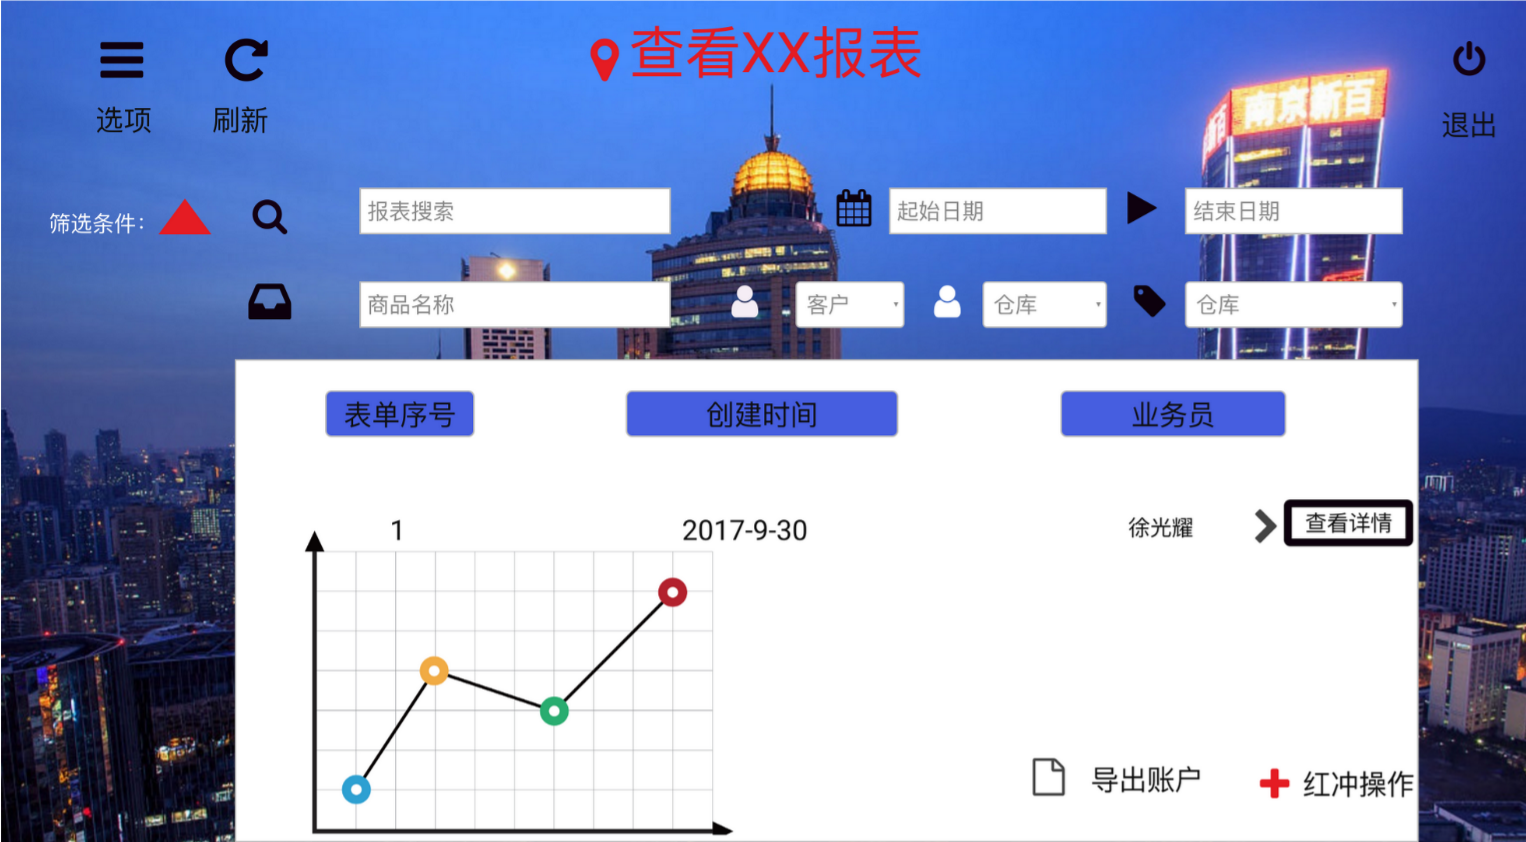 查看XX报表
选项
刷新
退出
南京新百
筛选条件：
报表搜索
起始日期
结束日期
商品名称
客户
仓库
仓库
表单序号
创建时间
业务员
1
2017-9-30
徐光耀
查看详情
导出账户
红冲操作